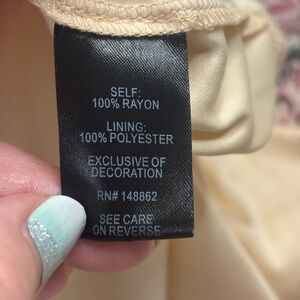 SELF:
100% RAYON
LINING:
100% POLYESTER
EXCLUSIVE OF
DECORATION
RN# 148862
SEE CARE
ON REVERSE